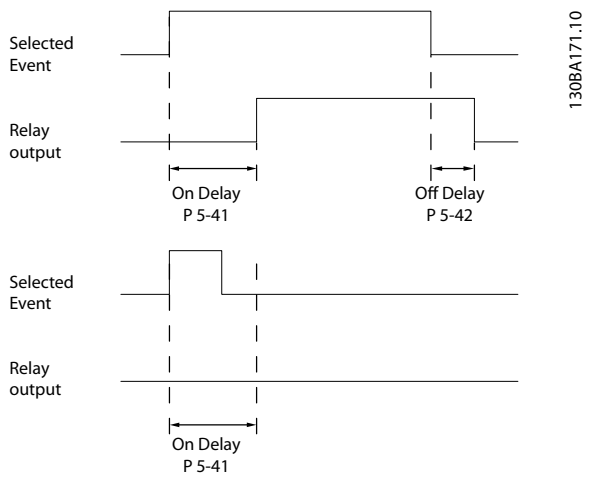 Selected
Event
130BA171.10
Relay
output
On Delay
P 5-41
Off Delay
P 5-42
Selected
Event
Relay
output
On Delay
P 5-41